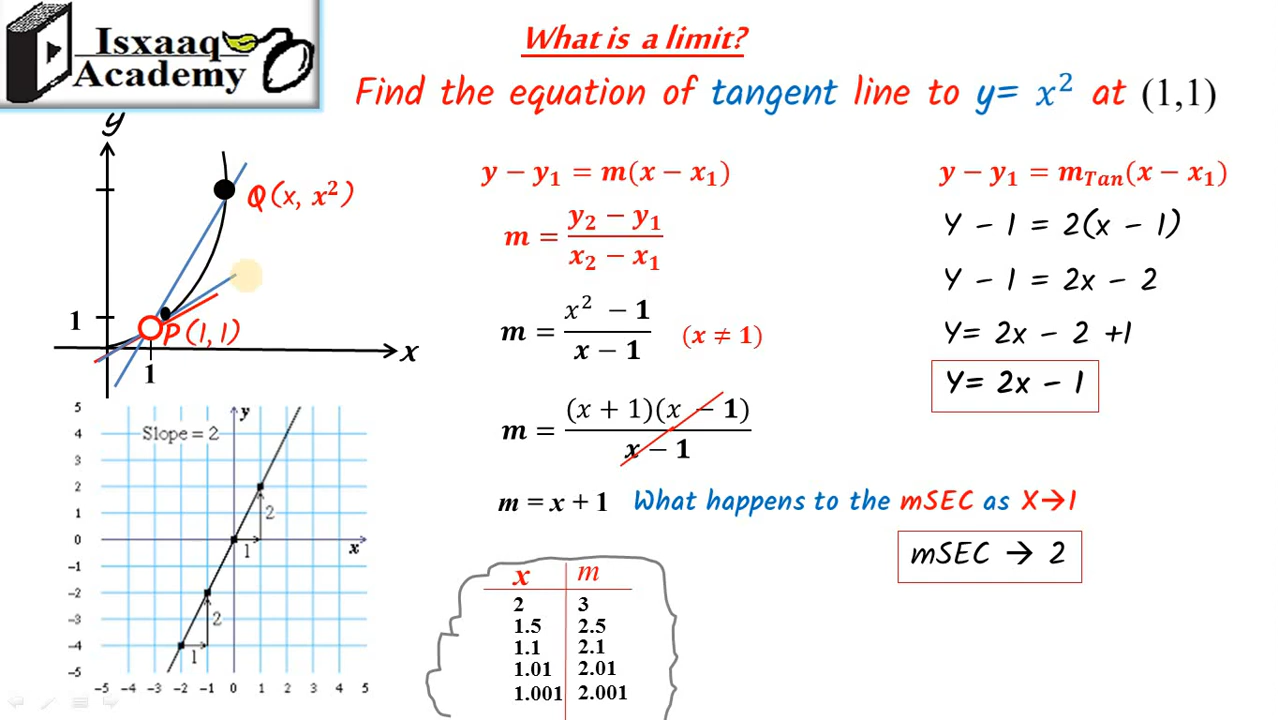 Isxaaq
Academy
What is a limit?
Find the equation of tangent line to y= x² at (1,1)
y
Q(x, x²)
1
P(1, 1)
x
1
y − y₁ = m(x − x₁)
m = (y₂ − y₁)/(x₂ − x₁)
m = (x² − 1)/(x − 1) (x ≠ 1)
m = (x + 1)(x − 1)/(x − 1)
m = x + 1 What happens to the mSEC as X→1
mSEC → 2
y − y₁ = m_Tan(x − x₁)
Y − 1 = 2(x − 1)
Y − 1 = 2x − 2
Y= 2x − 2 +1
Y= 2x − 1
5
4
3
2
1
0
−1
−2
−3
−4
−5
Slope = 2
y
2
1
x
2
1
−5 −4 −3 −2 −1 0 1 2 3 4 5
x m
2 3
1.5 2.5
1.1 2.1
1.01 2.01
1.001 2.001